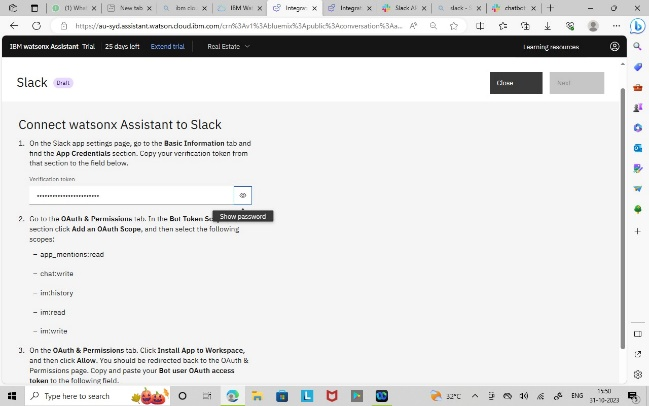 (1) What
New tab
ibm clo
IBM Wa
Integrat
Integrat
Slack A
slack -
chatbot
https://au-syd.assistant.watson.cloud.ibm.com/crn%3Av1%3Abluemix%3Apublic%3Aconversation%3Aa...
IBM watsonx Assistant Trial 25 days left Extend trial Real Estate Learning resources
Slack Draft Close Next
Connect watsonx Assistant to Slack
1. On the Slack app settings page, go to the Basic Information tab and
find the App Credentials section. Copy your verification token from
that section to the field below.
Verification token
Show password
2. Go to the OAuth & Permissions tab. In the Bot Token Sc
section click Add an OAuth Scope, and then select the following
scopes:
– app_mentions:read
– chat:write
– im:history
– im:read
– im:write
3. On the OAuth & Permissions tab. Click Install App to Workspace,
and then click Allow. You should be redirected back to the OAuth &
Permissions page. Copy and paste your Bot user OAuth access
token to the following field.
Type here to search
32°C
ENG
15:50
31-10-2023